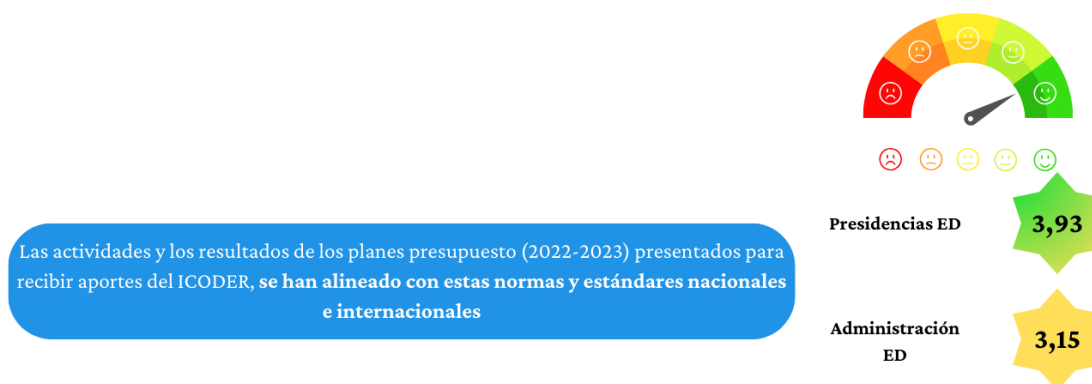 Las actividades y los resultados de los planes presupuesto (2022-2023) presentados para
recibir aportes del ICODER, se han alineado con estas normas y estándares nacionales
e internacionales
Presidencias ED
3,93
Administración
ED
3,15